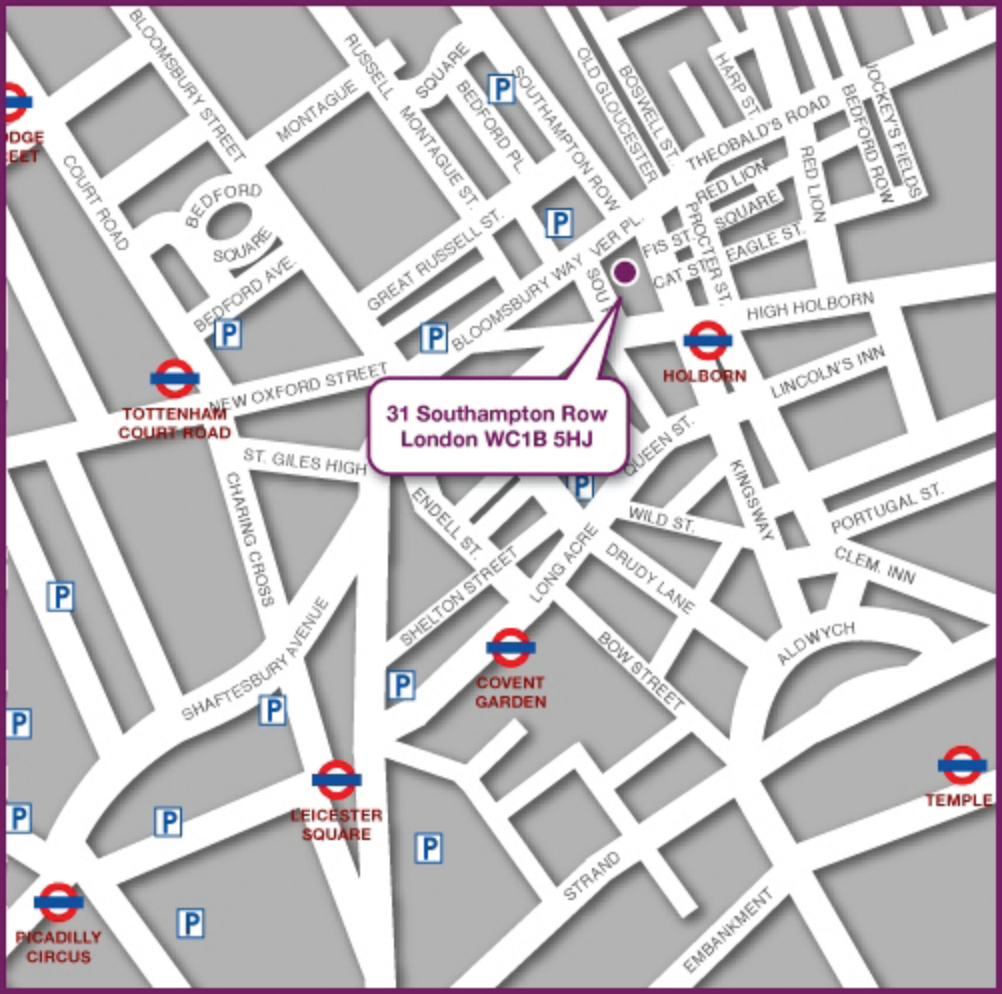 BLOOMSBURY STREET
RUSSELL
SQUARE
MONTAGUE
MONTAGUE ST.
BEDFORD PL.
P
SOUTHAMPTON ROW
OLD GLOUCESTER
BOSWELL ST.
HARP ST.
THEOBALD'S ROAD
BEDFORD ROW
JOCKEY'S FIELDS
RED LION
SQUARE
RED LION
ODGE
EET
COURT ROAD
BEDFORD
SQUARE
BEDFORD AVE.
P
GREAT RUSSELL ST.
P
BLOOMSBURY WAY
VER PL.
FIS ST.
CAT ST.
PROCTER ST.
EAGLE ST.
SOU
P
HIGH HOLBORN
HOLBORN
LINCOLN'S INN
TOTTENHAM
COURT ROAD
NEW OXFORD STREET
31 Southampton Row
London WC1B 5HJ
QUEEN ST.
ST. GILES HIGH
CHARING CROSS
P
ENDELL ST.
WILD ST.
KINGSWAY
PORTUGAL ST.
CLEM. INN
LONG ACRE
DRUDY LANE
SHELTON STREET
P
SHAFTESBURY AVENUE
BOW STREET
ALDWYCH
COVENT
GARDEN
P
P
P
LEICESTER
SQUARE
TEMPLE
P
P
P
STRAND
EMBANKMENT
PICADILLY
CIRCUS
P